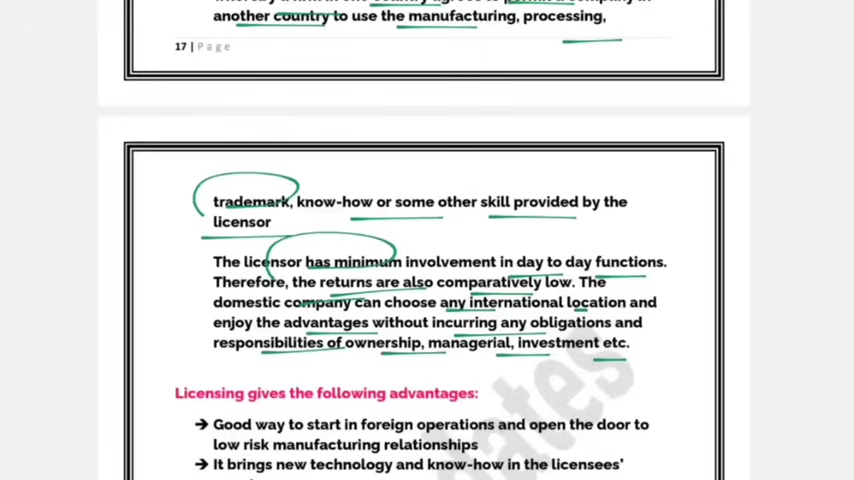 another country to use the manufacturing, processing,
17 | Page
trademark, know-how or some other skill provided by the
licensor
The licensor has minimum involvement in day to day functions.
Therefore, the returns are also comparatively low. The
domestic company can choose any international location and
enjoy the advantages without incurring any obligations and
responsibilities of ownership, managerial, investment etc.
Licensing gives the following advantages:
→ Good way to start in foreign operations and open the door to
low risk manufacturing relationships
→ It brings new technology and know-how in the licensees'